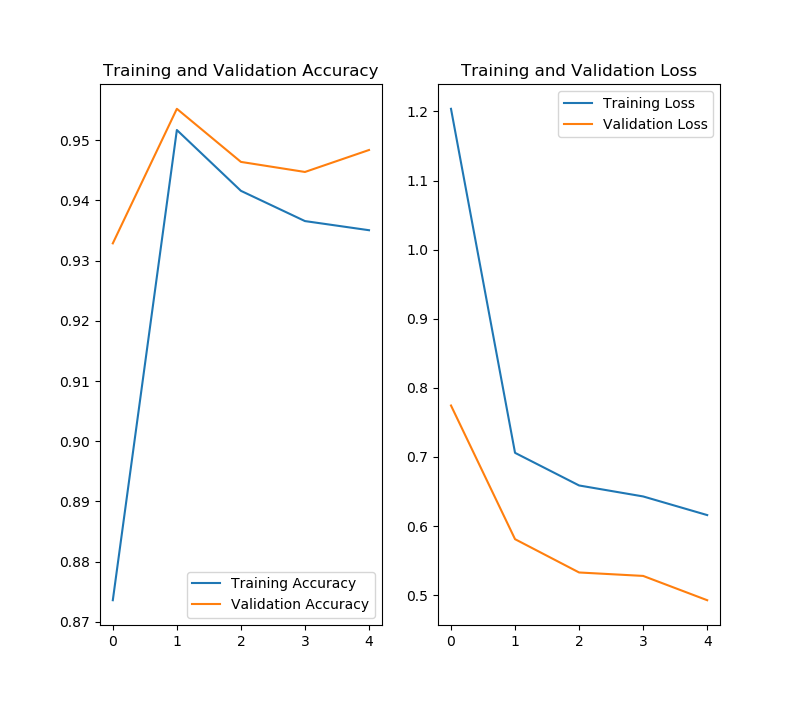 Training and Validation Accuracy
0.95
0.94
0.93
0.92
0.91
0.90
0.89
0.88
0.87
0 1 2 3 4
Training Accuracy
Validation Accuracy
Training and Validation Loss
1.2
1.1
1.0
0.9
0.8
0.7
0.6
0.5
0 1 2 3 4
Training Loss
Validation Loss